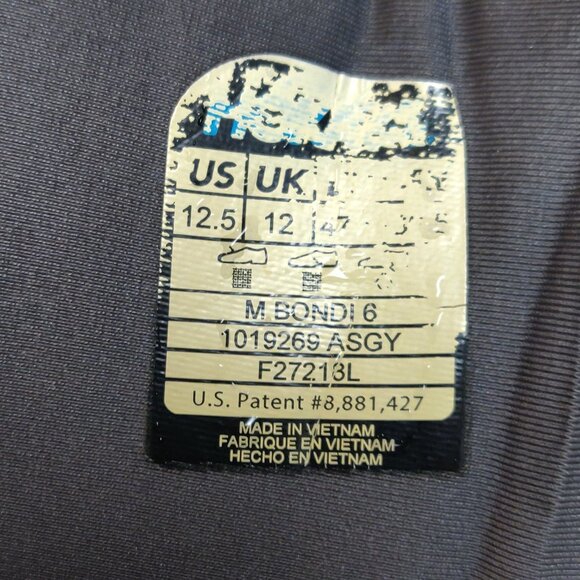 US UK
12.5 12 47
M BONDI 6
1019269 ASGY
F27213L
U.S. Patent #8,881,427
MADE IN VIETNAM
FABRIQUE EN VIETNAM
HECHO EN VIETNAM